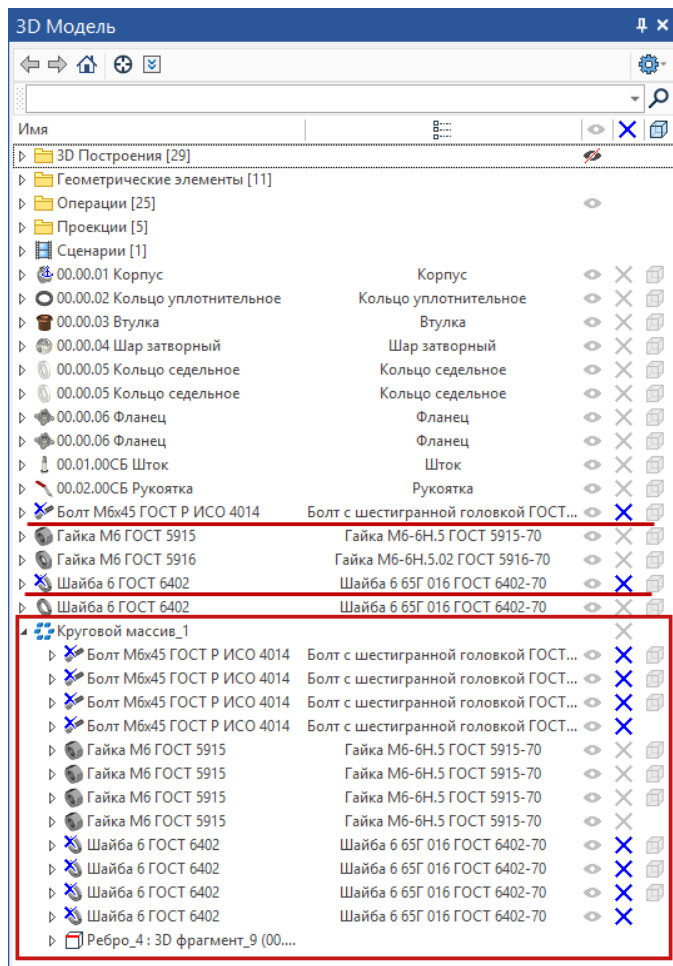 3D Модель
Имя
3D Построения [29]
Геометрические элементы [11]
Операции [25]
Проекции [5]
Сценарии [1]
00.00.01 Корпус Корпус
00.00.02 Кольцо уплотнительное Кольцо уплотнительное
00.00.03 Втулка Втулка
00.00.04 Шар затворный Шар затворный
00.00.05 Кольцо седельное Кольцо седельное
00.00.05 Кольцо седельное Кольцо седельное
00.00.06 Фланец Фланец
00.00.06 Фланец Фланец
00.01.00СБ Шток Шток
00.02.00СБ Рукоятка Рукоятка
Болт М6х45 ГОСТ Р ИСО 4014 Болт с шестигранной головкой ГОСТ...
Гайка М6 ГОСТ 5915 Гайка М6-6Н.5 ГОСТ 5915-70
Гайка М6 ГОСТ 5916 Гайка М6-6Н.5.02 ГОСТ 5916-70
Шайба 6 ГОСТ 6402 Шайба 6 65Г 016 ГОСТ 6402-70
Шайба 6 ГОСТ 6402 Шайба 6 65Г 016 ГОСТ 6402-70
Круговой массив_1
Болт М6х45 ГОСТ Р ИСО 4014 Болт с шестигранной головкой ГОСТ...
Болт М6х45 ГОСТ Р ИСО 4014 Болт с шестигранной головкой ГОСТ...
Болт М6х45 ГОСТ Р ИСО 4014 Болт с шестигранной головкой ГОСТ...
Болт М6х45 ГОСТ Р ИСО 4014 Болт с шестигранной головкой ГОСТ...
Гайка М6 ГОСТ 5915 Гайка М6-6Н.5 ГОСТ 5915-70
Гайка М6 ГОСТ 5915 Гайка М6-6Н.5 ГОСТ 5915-70
Гайка М6 ГОСТ 5915 Гайка М6-6Н.5 ГОСТ 5915-70
Гайка М6 ГОСТ 5915 Гайка М6-6Н.5 ГОСТ 5915-70
Шайба 6 ГОСТ 6402 Шайба 6 65Г 016 ГОСТ 6402-70
Шайба 6 ГОСТ 6402 Шайба 6 65Г 016 ГОСТ 6402-70
Шайба 6 ГОСТ 6402 Шайба 6 65Г 016 ГОСТ 6402-70
Шайба 6 ГОСТ 6402 Шайба 6 65Г 016 ГОСТ 6402-70
Ребро_4 : 3D фрагмент_9 (00....